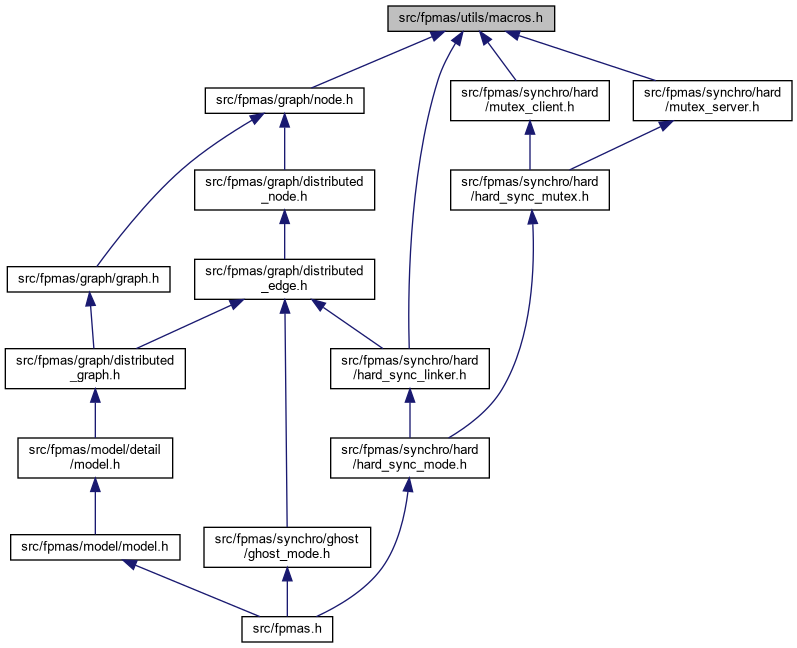 src/fpmas/utils/macros.h
src/fpmas/graph/node.h
src/fpmas/synchro/hard
/mutex_client.h
src/fpmas/synchro/hard
/mutex_server.h
src/fpmas/graph/distributed
_node.h
src/fpmas/synchro/hard
/hard_sync_mutex.h
src/fpmas/graph/graph.h
src/fpmas/graph/distributed
_edge.h
src/fpmas/graph/distributed
_graph.h
src/fpmas/synchro/hard
/hard_sync_linker.h
src/fpmas/model/detail
/model.h
src/fpmas/synchro/hard
/hard_sync_mode.h
src/fpmas/model/model.h
src/fpmas/synchro/ghost
/ghost_mode.h
src/fpmas.h